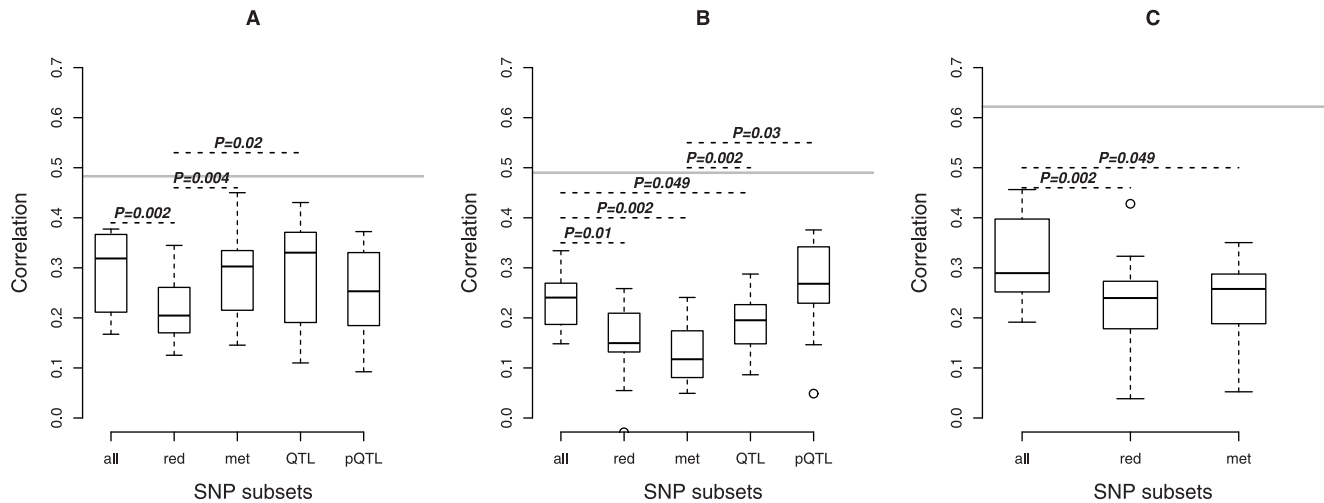 A
Correlation
0.7
0.6
0.5
0.4
0.3
0.2
0.1
0.0
P=0.02
P=0.004
P=0.002
all red met QTL pQTL
SNP subsets
B
Correlation
0.7
0.6
0.5
0.4
0.3
0.2
0.1
0.0
P=0.03
P=0.002
P=0.049
P=0.002
P=0.01
all red met QTL pQTL
SNP subsets
C
Correlation
0.7
0.6
0.5
0.4
0.3
0.2
0.1
0.0
P=0.049
P=0.002
all red met
SNP subsets